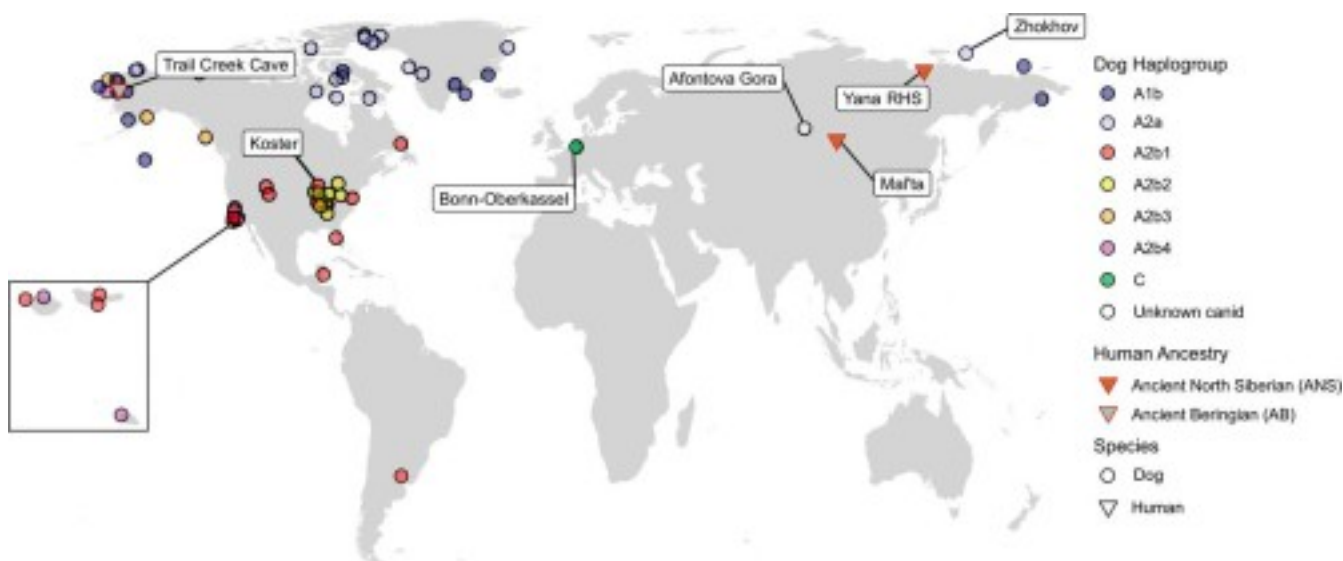 Zhokhov
Trail Creek Cave
Afontova Gora
Yana RHS
Koster
Mal'ta
Bonn-Oberkassel
Dog Haplogroup
A1b
A2a
A2b1
A2b2
A2b3
A2b4
C
Unknown canid
Human Ancestry
Ancient North Siberian (ANS)
Ancient Beringian (AB)
Species
Dog
Human